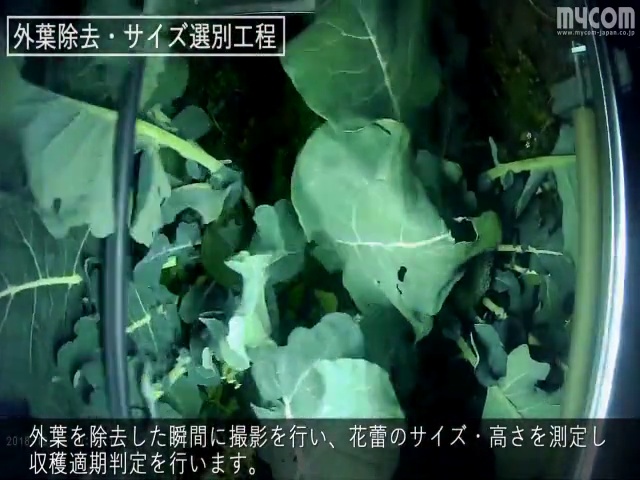 外葉除去・サイズ選別工程
mycom
www.mycom-japan.co.jp
外葉を除去した瞬間に撮影を行い、花蕾のサイズ・高さを測定し
収穫適期判定を行います。